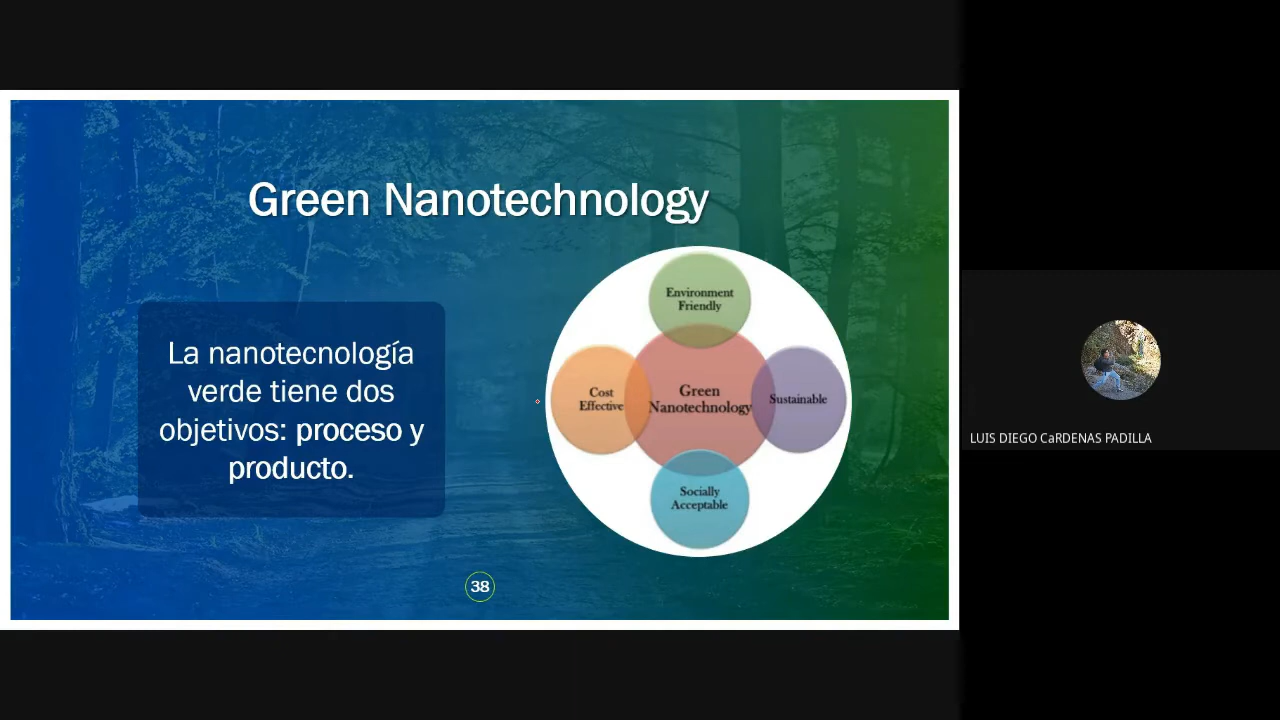 Green Nanotechnology
La nanotecnología
verde tiene dos
objetivos: proceso y
producto.
Environment
Friendly
Cost
Effective
Green
Nanotechnology
Sustainable
Socially
Acceptable
38
LUIS DIEGO CaRDENAS PADILLA